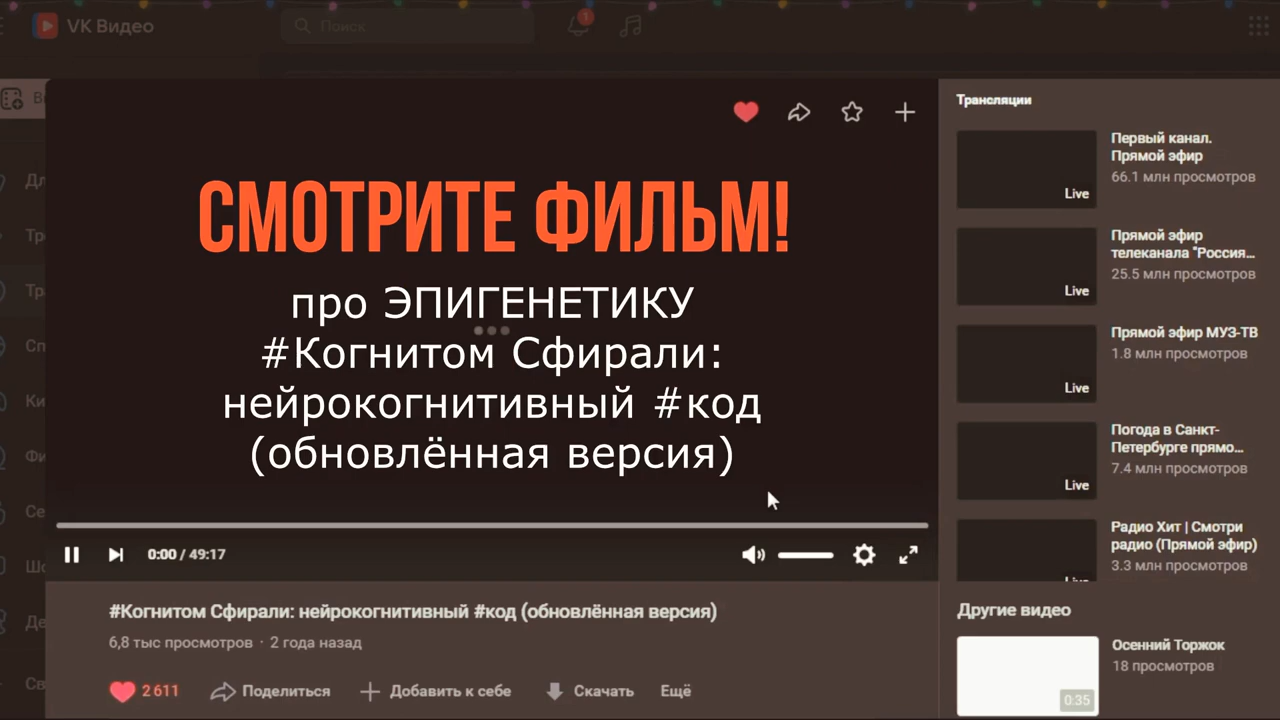 VK Видео
Поиск
1
СМОТРИТЕ ФИЛЬМ!
про ЭПИГЕНЕТИКУ
#Когнитом Сфирали:
нейрокогнитивный #код
(обновлённая версия)
0:00 / 49:17
#Когнитом Сфирали: нейрокогнитивный #код (обновлённая версия)
6,8 тыс просмотров · 2 года назад
2 611
Поделиться
Добавить к себе
Скачать
Ещё
Трансляции
Первый канал.
Прямой эфир
66.1 млн просмотров
Live
Прямой эфир
телеканала "Россия...
25.5 млн просмотров
Live
Прямой эфир МУЗ-ТВ
1.8 млн просмотров
Live
Погода в Санкт-
Петербурге прямо...
7.4 млн просмотров
Live
Радио Хит | Смотри
радио (Прямой эфир)
3.3 млн просмотров
Live
Другие видео
Осенний Торжок
18 просмотров
0:35